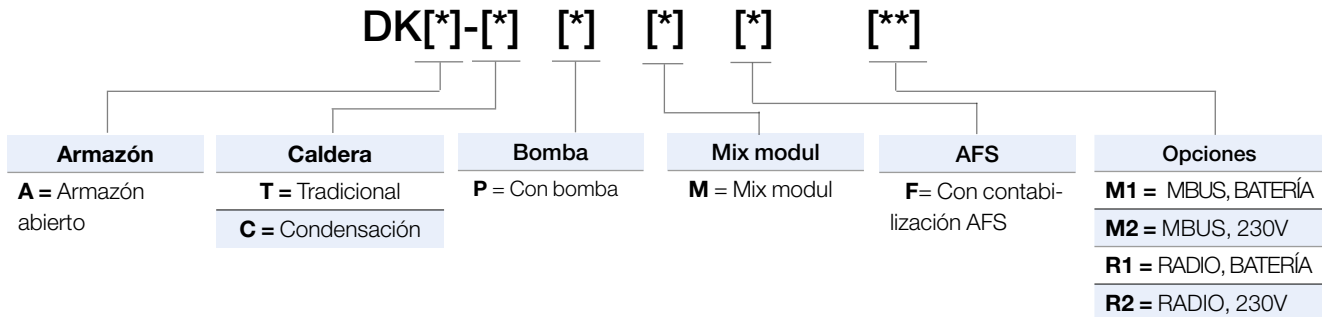 DK[*]-[*] [*] [*] [*] [**]
Armazón
A = Armazón
abierto
Caldera
T = Tradicional
C = Condensación
Bomba
P = Con bomba
Mix modul
M = Mix modul
AFS
F= Con contabi-
lización AFS
Opciones
M1 = MBUS, BATERÍA
M2 = MBUS, 230V
R1 = RADIO, BATERÍA
R2 = RADIO, 230V